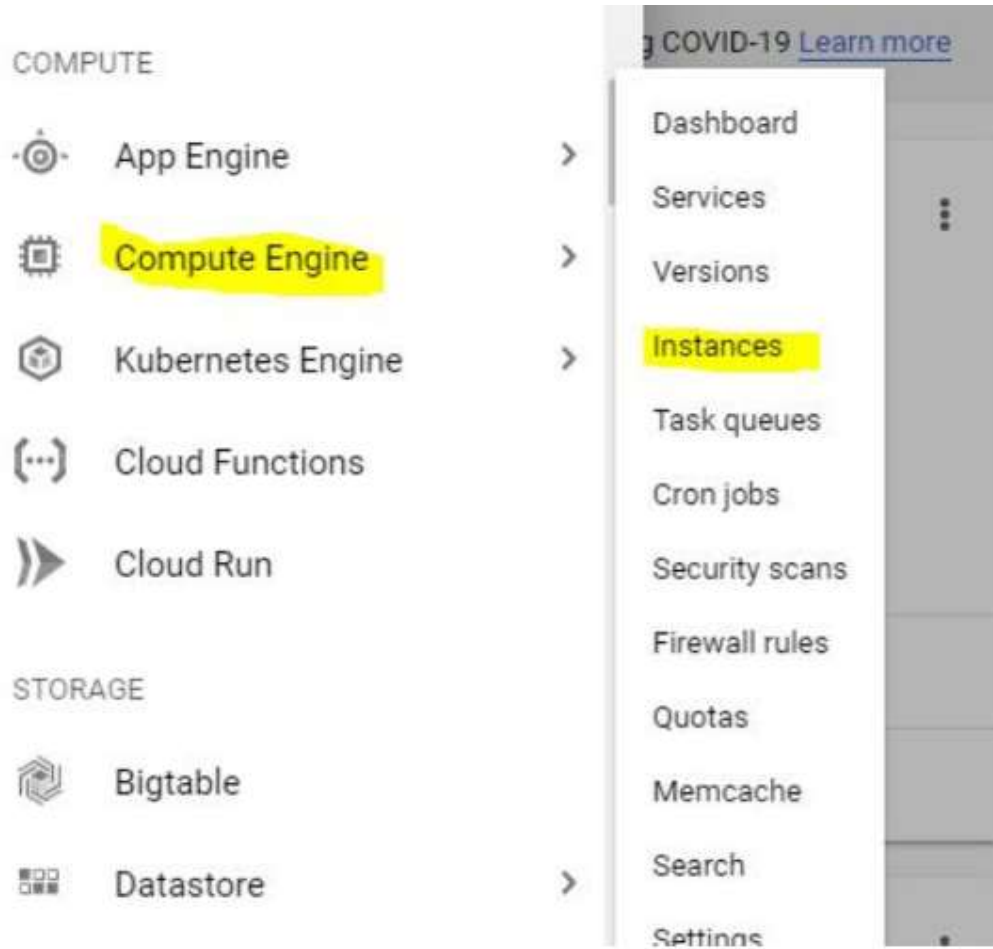 COMPUTE
App Engine
Compute Engine
Kubernetes Engine
Cloud Functions
Cloud Run
STORAGE
Bigtable
Datastore
COVID-19 Learn more
Dashboard
Services
Versions
Instances
Task queues
Cron jobs
Security scans
Firewall rules
Quotas
Memcache
Search
Settings